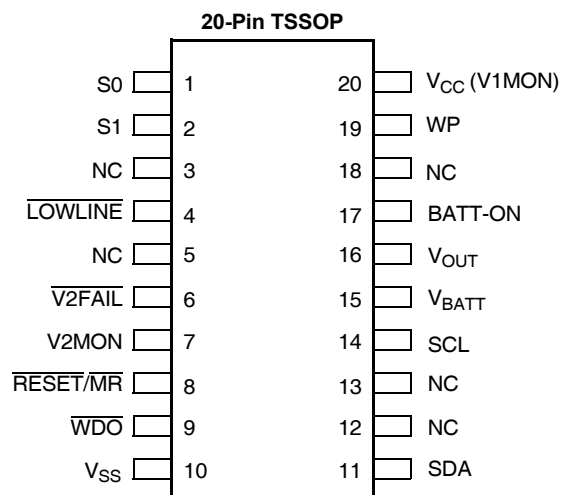 20-Pin TSSOP
S0 1 20 VCC (V1MON)
S1 2 19 WP
NC 3 18 NC
LOWLINE 4 17 BATT-ON
NC 5 16 VOUT
V2FAIL 6 15 VBATT
V2MON 7 14 SCL
RESET/MR 8 13 NC
WDO 9 12 NC
VSS 10 11 SDA